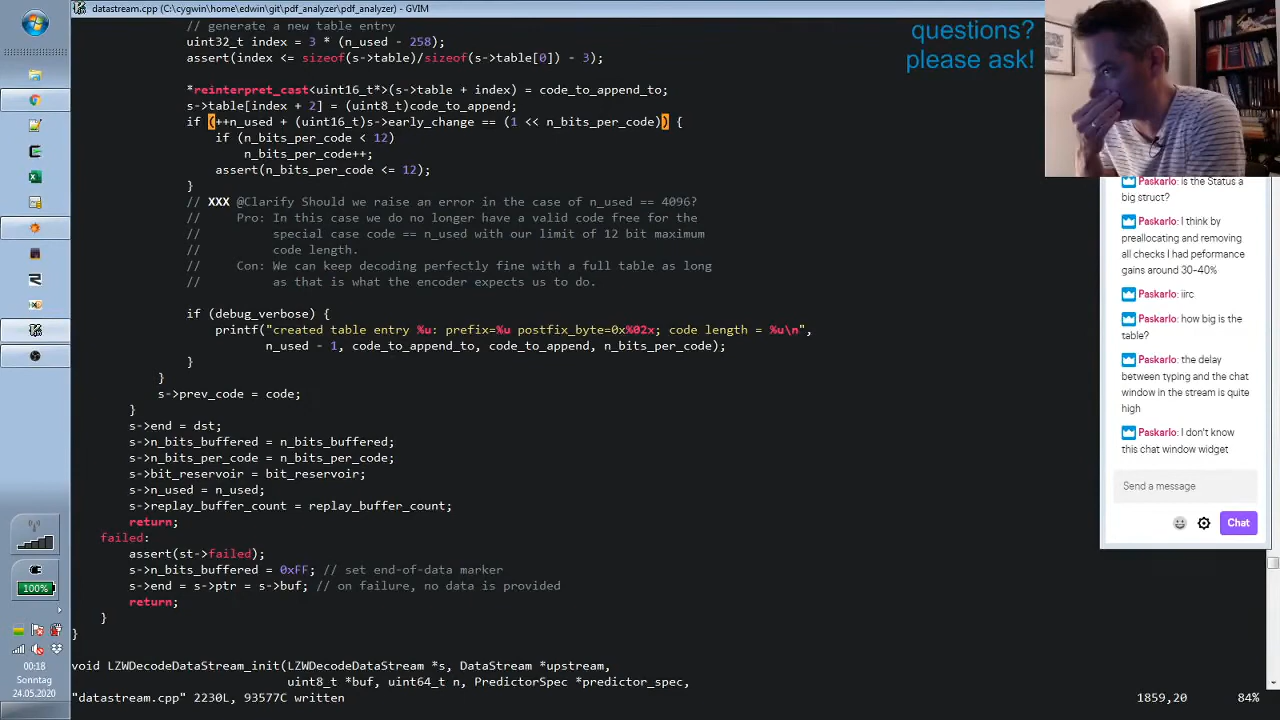 datastream.cpp (C:\cygwin\home\edwin\git\pdf_analyzer\pdf_analyzer) - GVIM
// generate a new table entry
uint32_t index = 3 * (n_used - 258);
assert(index <= sizeof(s->table)/sizeof(s->table[0]) - 3);
*reinterpret_cast<uint16_t*>(s->table + index) = code_to_append_to;
s->table[index + 2] = (uint8_t)code_to_append;
if (++n_used + (uint16_t)s->early_change == (1 << n_bits_per_code)) {
if (n_bits_per_code < 12)
n_bits_per_code++;
assert(n_bits_per_code <= 12);
}
// XXX @Clarify Should we raise an error in the case of n_used == 4096?
// Pro: In this case we do no longer have a valid code free for the
// special case code == n_used with our limit of 12 bit maximum
// code length.
// Con: We can keep decoding perfectly fine with a full table as long
// as that is what the encoder expects us to do.
if (debug_verbose) {
printf("created table entry %u: prefix=%u postfix_byte=0x%02x; code length = %u\n",
n_used - 1, code_to_append_to, code_to_append, n_bits_per_code);
}
}
s->prev_code = code;
}
s->end = dst;
s->n_bits_buffered = n_bits_buffered;
s->n_bits_per_code = n_bits_per_code;
s->bit_reservoir = bit_reservoir;
s->n_used = n_used;
s->replay_buffer_count = replay_buffer_count;
return;
failed:
assert(st->failed);
s->n_bits_buffered = 0xFF; // set end-of-data marker
s->end = s->ptr = s->buf; // on failure, no data is provided
return;
}
}
void LZWDecodeDataStream_init(LZWDecodeDataStream *s, DataStream *upstream,
uint8_t *buf, uint64_t n, PredictorSpec *predictor_spec,
"datastream.cpp" 2230L, 93577C written
1859,20
84%
questions?
please ask!
Paskarlo: is the Status a
big struct?
Paskarlo: I think by
preallocating and removing
all checks I had peformance
gains around 30-40%
Paskarlo: iirc
Paskarlo: how big is the
table?
Paskarlo: the delay
between typing and the chat
window in the stream is quite
high
Paskarlo: I don't know
this chat window widget
Send a message
Chat
100%
00:18
Sonntag
24.05.2020